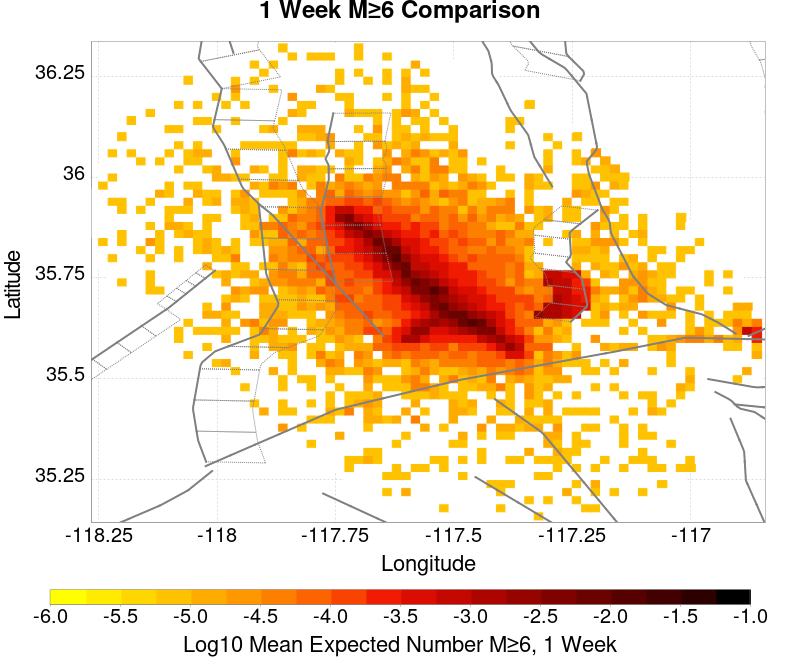 1 Week M≥6 Comparison
36.25
36
35.75
35.5
35.25
Latitude
-118.25 -118 -117.75 -117.5 -117.25 -117
Longitude
-6.0 -5.5 -5.0 -4.5 -4.0 -3.5 -3.0 -2.5 -2.0 -1.5 -1.0
Log10 Mean Expected Number M≥6, 1 Week